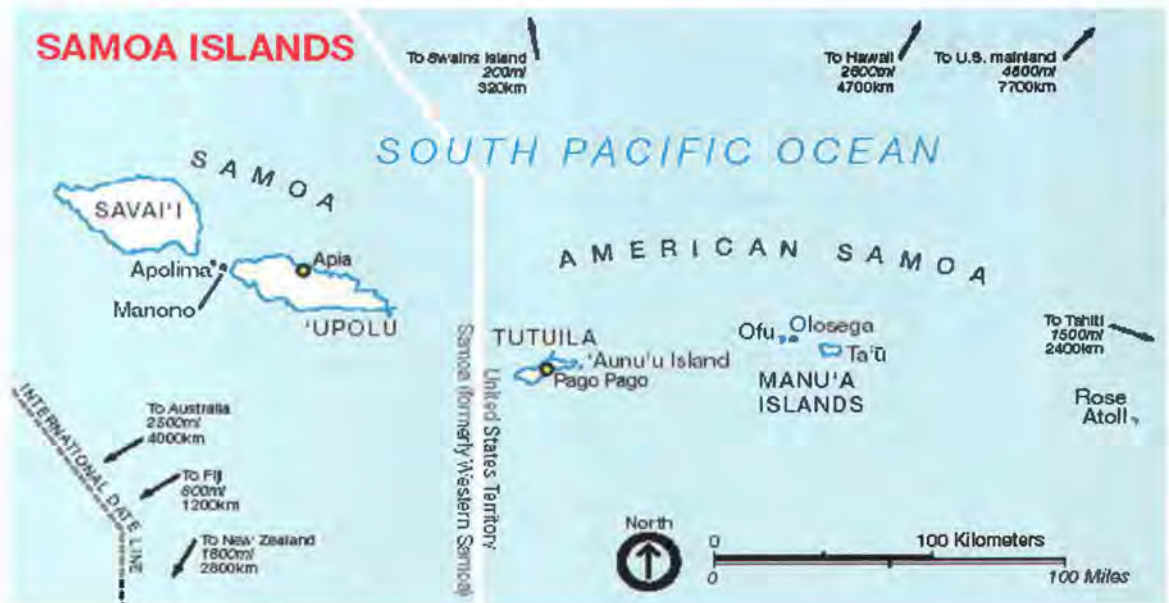 SAMOA ISLANDS
To Swains Island
200mi
320km
To Hawaii
2600mi
4700km
To U.S. mainland
4800mi
7700km
SOUTH PACIFIC OCEAN
SAMOA
SAVAI'I
Apolima
Apia
Manono
'UPOLU
AMERICAN SAMOA
TUTUILA
'Aunu'u Island
Pago Pago
Ofu
Olosega
Ta'ū
MANU'A
ISLANDS
To Tahiti
1500mi
2400km
Rose
Atoll
Samoa (formerly Western Samoa)
United States Territory
INTERNATIONAL DATE LINE
To Australia
2500mi
4000km
To Fiji
800mi
1200km
To New Zealand
1800mi
2800km
North
0
100 Kilometers
0
100 Miles